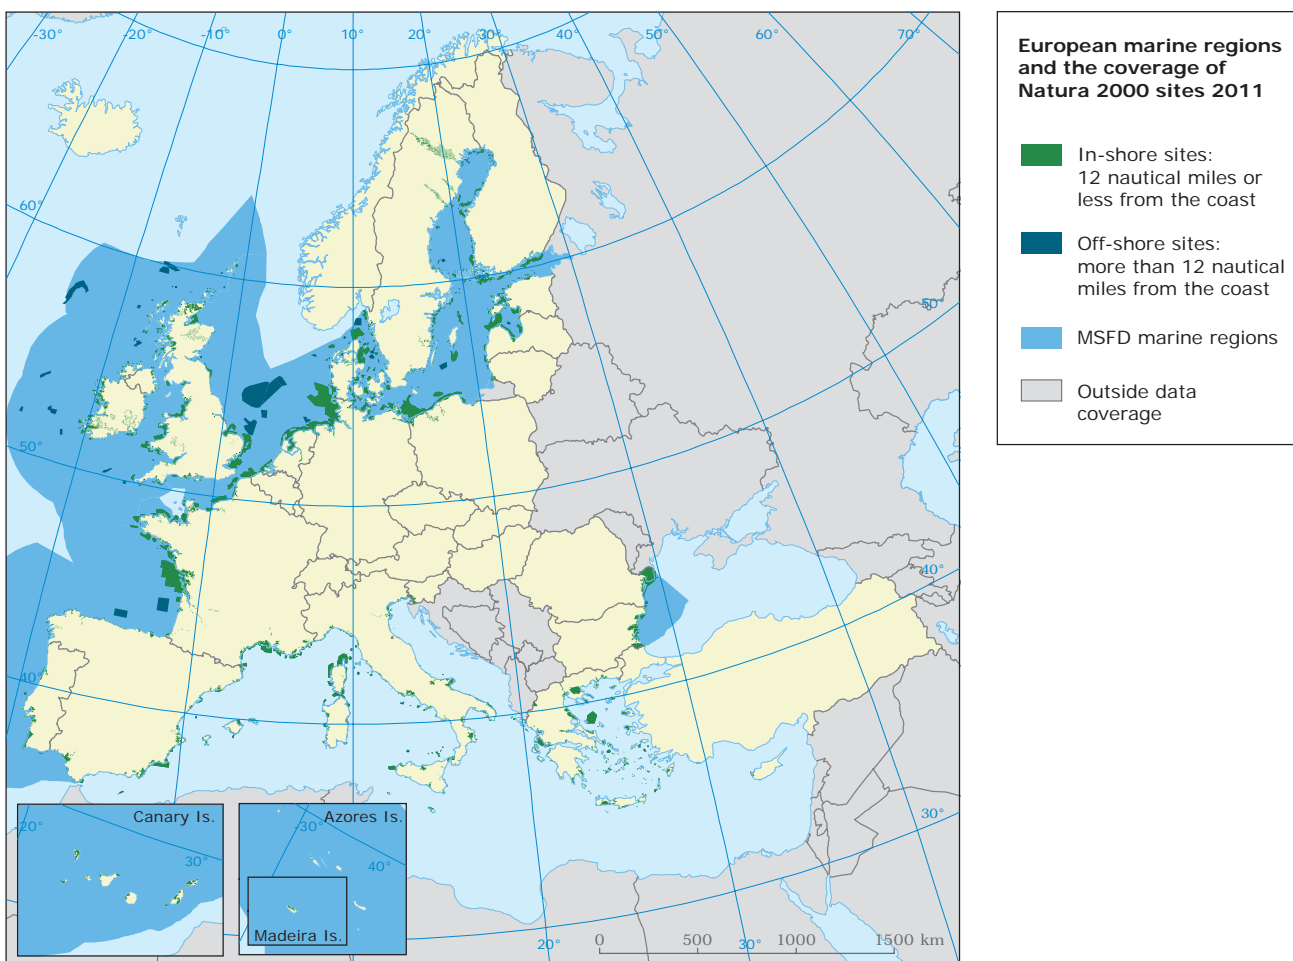 -30°
-20°
-10°
0°
10°
20°
30°
40°
50°
60°
70°
60°
50°
50°
40°
40°
30°
20°
30°
Canary Is.
-20°
30°
Azores Is.
-30°
40°
Madeira Is.
0 500 1000 1500 km
European marine regions
and the coverage of
Natura 2000 sites 2011
In-shore sites:
12 nautical miles or
less from the coast
Off-shore sites:
more than 12 nautical
miles from the coast
MSFD marine regions
Outside data
coverage